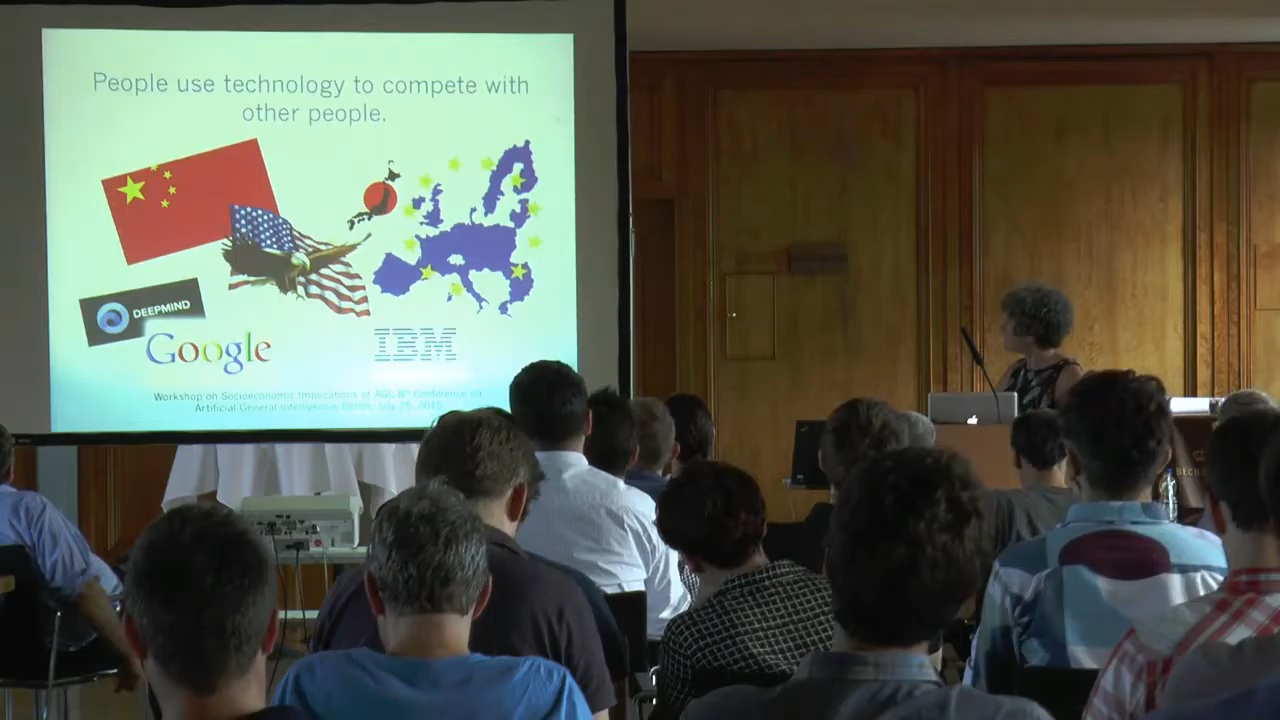 People use technology to compete with
other people.
DEEPMIND
Google
IBM
Workshop on Socioeconomic Implications of AGI, 8th Conference on
Artificial General Intelligence, Berlin, July 25, 2015
BECHS